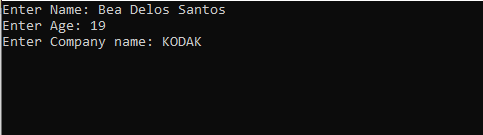 Enter Name: Bea Delos Santos
Enter Age: 19
Enter Company name: KODAK